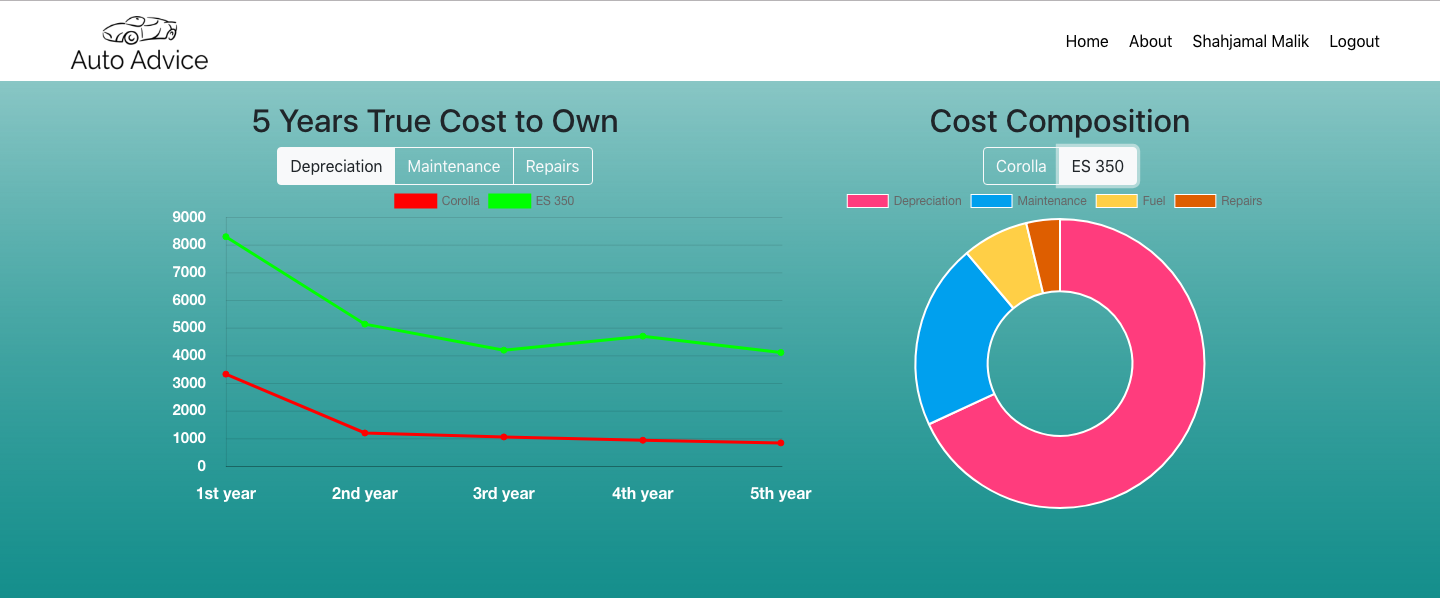 Auto Advice
Home About Shahjamal Malik Logout
5 Years True Cost to Own
Depreciation Maintenance Repairs
Corolla ES 350
9000
8000
7000
6000
5000
4000
3000
2000
1000
0
1st year 2nd year 3rd year 4th year 5th year
Cost Composition
Corolla ES 350
Depreciation Maintenance Fuel Repairs